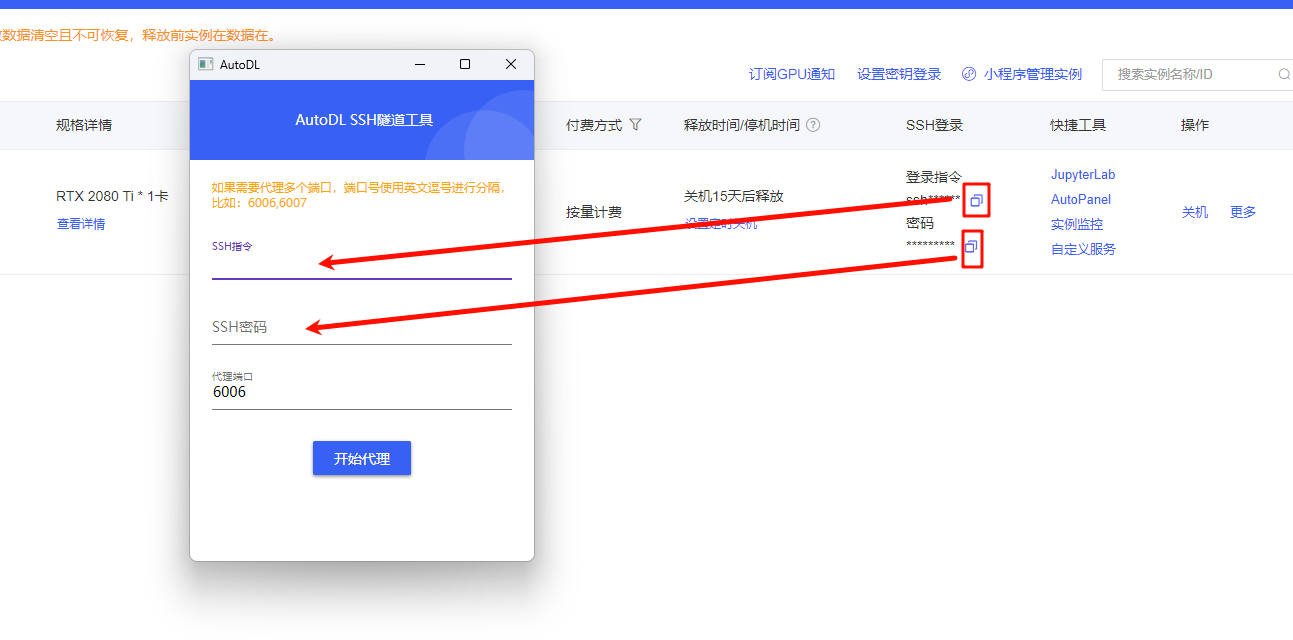 数据清空且不可恢复，释放前实例在数据在。
订阅GPU通知
设置密钥登录
小程序管理实例
搜索实例名称/ID
规格详情
付费方式
释放时间/停机时间
SSH登录
快捷工具
操作
RTX 2080 Ti * 1卡
查看详情
按量计费
关机15天后释放
设置定时关机
登录指令
ssh******
密码
*********
JupyterLab
AutoPanel
实例监控
自定义服务
关机
更多
AutoDL
AutoDL SSH隧道工具
如果需要代理多个端口，端口号使用英文逗号进行分隔，
比如：6006,6007
SSH指令
SSH密码
代理端口
6006
开始代理